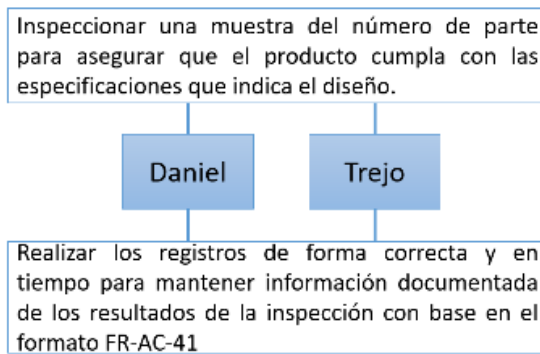 Inspeccionar una muestra del número de parte
para asegurar que el producto cumpla con las
especificaciones que indica el diseño.
Daniel
Trejo
Realizar los registros de forma correcta y en
tiempo para mantener información documentada
de los resultados de la inspección con base en el
formato FR-AC-41